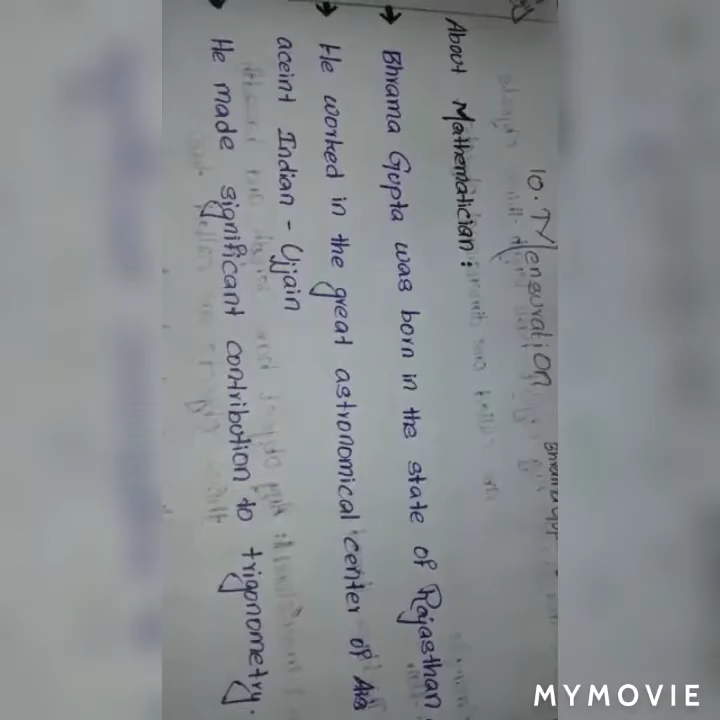 10. Mensuration
About Mathematician:
→ Bhrama Gupta was born in the state of Rajasthan.
→ He worked in the great astronomical center of
aceint Indian - Ujjain
→ He made significant contribution to trigonometry.
MYMOVIE